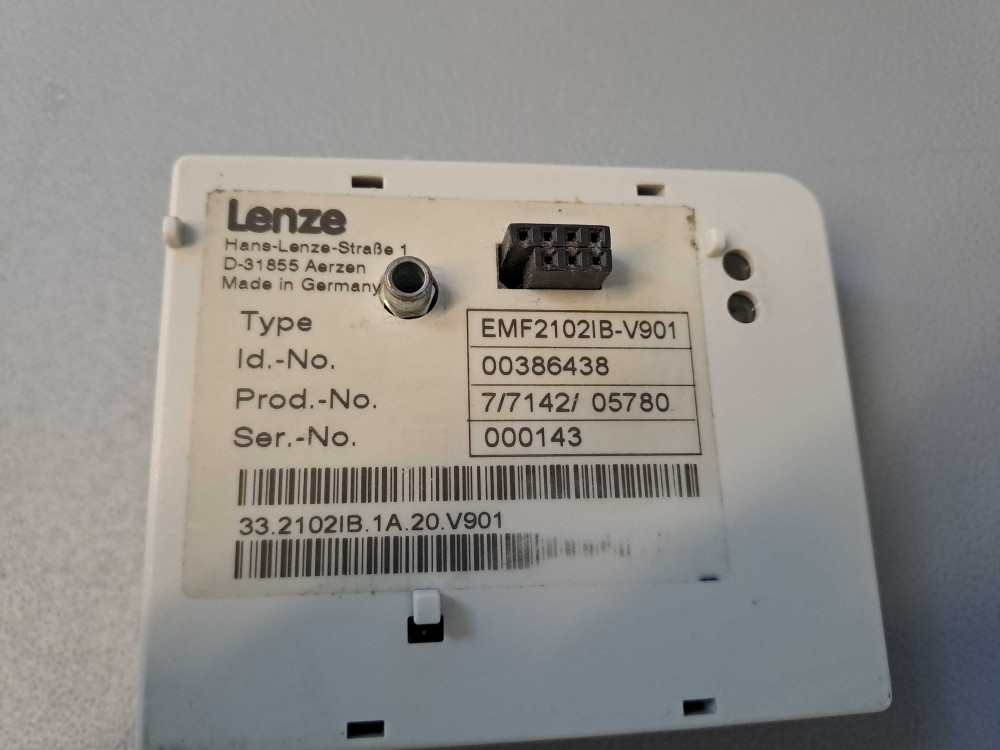 Lenze
Hans-Lenze-Straße 1
D-31855 Aerzen
Made in Germany
Type EMF2102IB-V901
Id.-No. 00386438
Prod.-No. 7/7142/ 05780
Ser.-No. 000143
33.2102IB.1A.20.V901